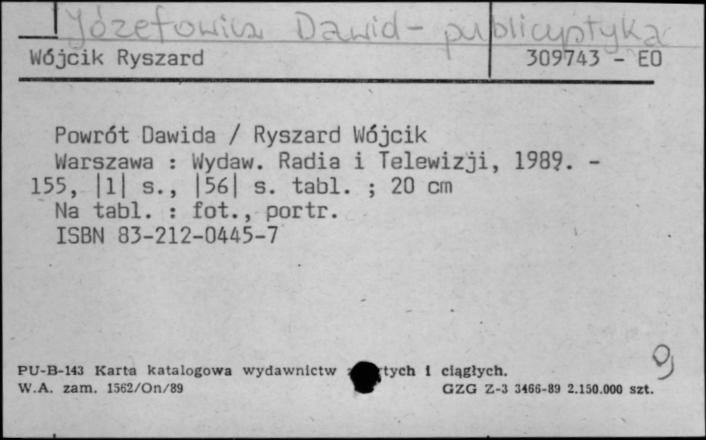 Józefowicz Dawid - publicystyka
Wójcik Ryszard 309743 - EO
Powrót Dawida / Ryszard Wójcik
Warszawa : Wydaw. Radia i Telewizji, 1989. -
155, |1| s., |56| s. tabl. ; 20 cm
Na tabl. : fot., portr.
ISBN 83-212-0445-7
PU-B-143 Karta katalogowa wydawnictw rtych i ciągłych.
W.A. zam. 1562/On/89 GZG Z-3 3466-89 2.150.000 szt.
9